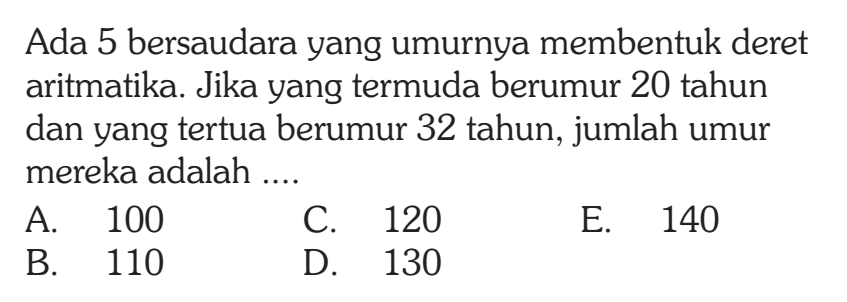 Ada 5 bersaudara yang umurnya membentuk deret
aritmatika. Jika yang termuda berumur 20 tahun
dan yang tertua berumur 32 tahun, jumlah umur
mereka adalah ....
A. 100 C. 120 E. 140
B. 110 D. 130